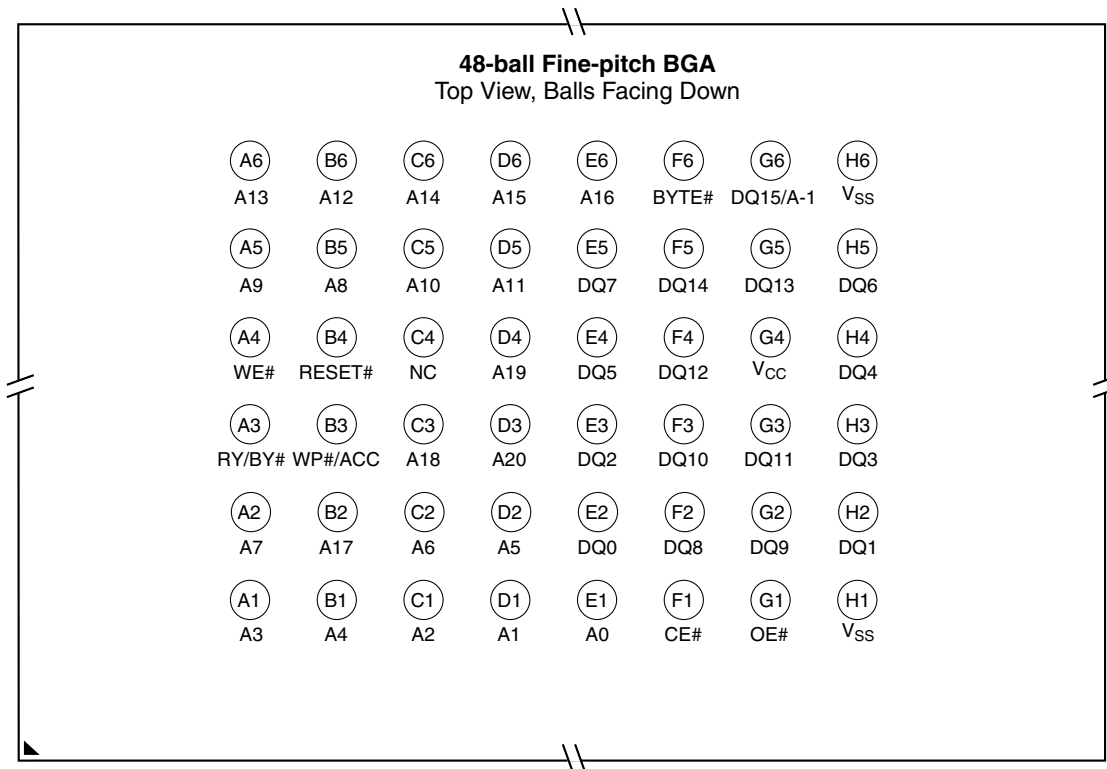 48-ball Fine-pitch BGA
Top View, Balls Facing Down
A6 B6 C6 D6 E6 F6 G6 H6
A13 A12 A14 A15 A16 BYTE# DQ15/A-1 VSS
A5 B5 C5 D5 E5 F5 G5 H5
A9 A8 A10 A11 DQ7 DQ14 DQ13 DQ6
A4 B4 C4 D4 E4 F4 G4 H4
WE# RESET# NC A19 DQ5 DQ12 VCC DQ4
A3 B3 C3 D3 E3 F3 G3 H3
RY/BY# WP#/ACC A18 A20 DQ2 DQ10 DQ11 DQ3
A2 B2 C2 D2 E2 F2 G2 H2
A7 A17 A6 A5 DQ0 DQ8 DQ9 DQ1
A1 B1 C1 D1 E1 F1 G1 H1
A3 A4 A2 A1 A0 CE# OE# VSS